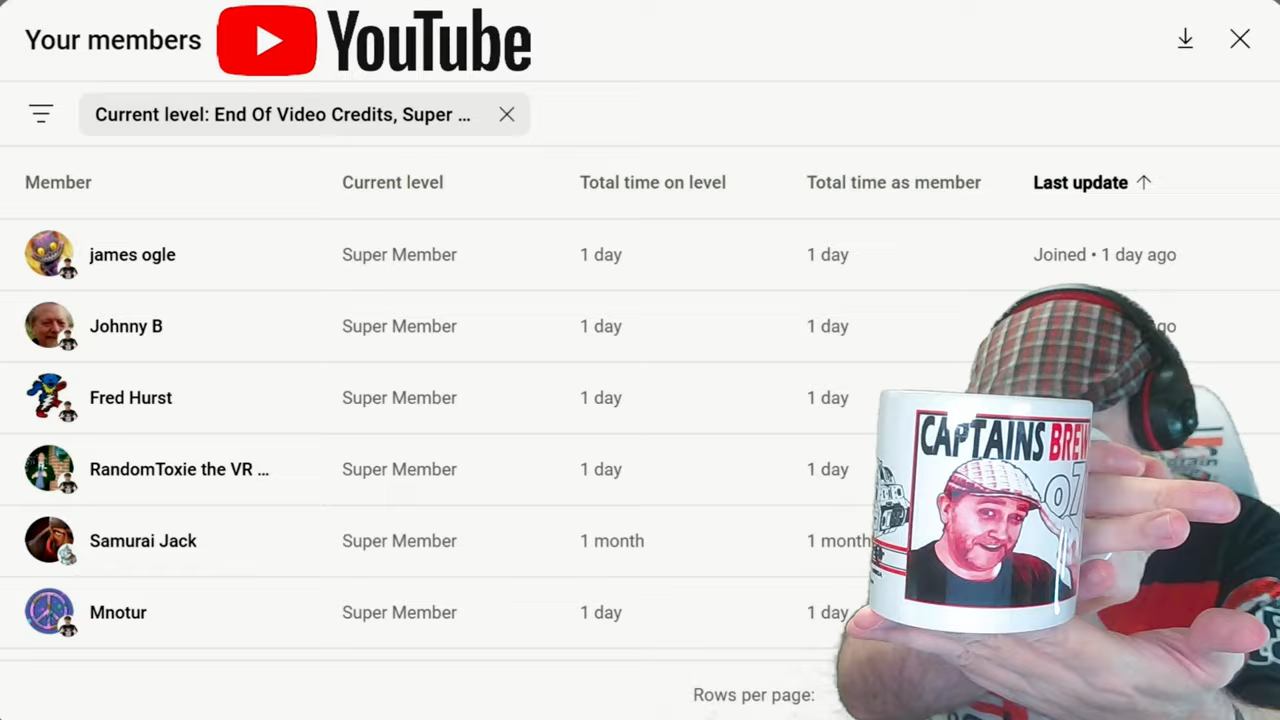 Your members YouTube
Current level: End Of Video Credits, Super ...
Member Current level Total time on level Total time as member Last update
james ogle Super Member 1 day 1 day Joined • 1 day ago
Johnny B Super Member 1 day 1 day go
Fred Hurst Super Member 1 day 1 day
RandomToxie the VR ... Super Member 1 day 1 day
Samurai Jack Super Member 1 month 1 month
Mnotur Super Member 1 day 1 day
Rows per page:
CAPTAINS BREW
o7